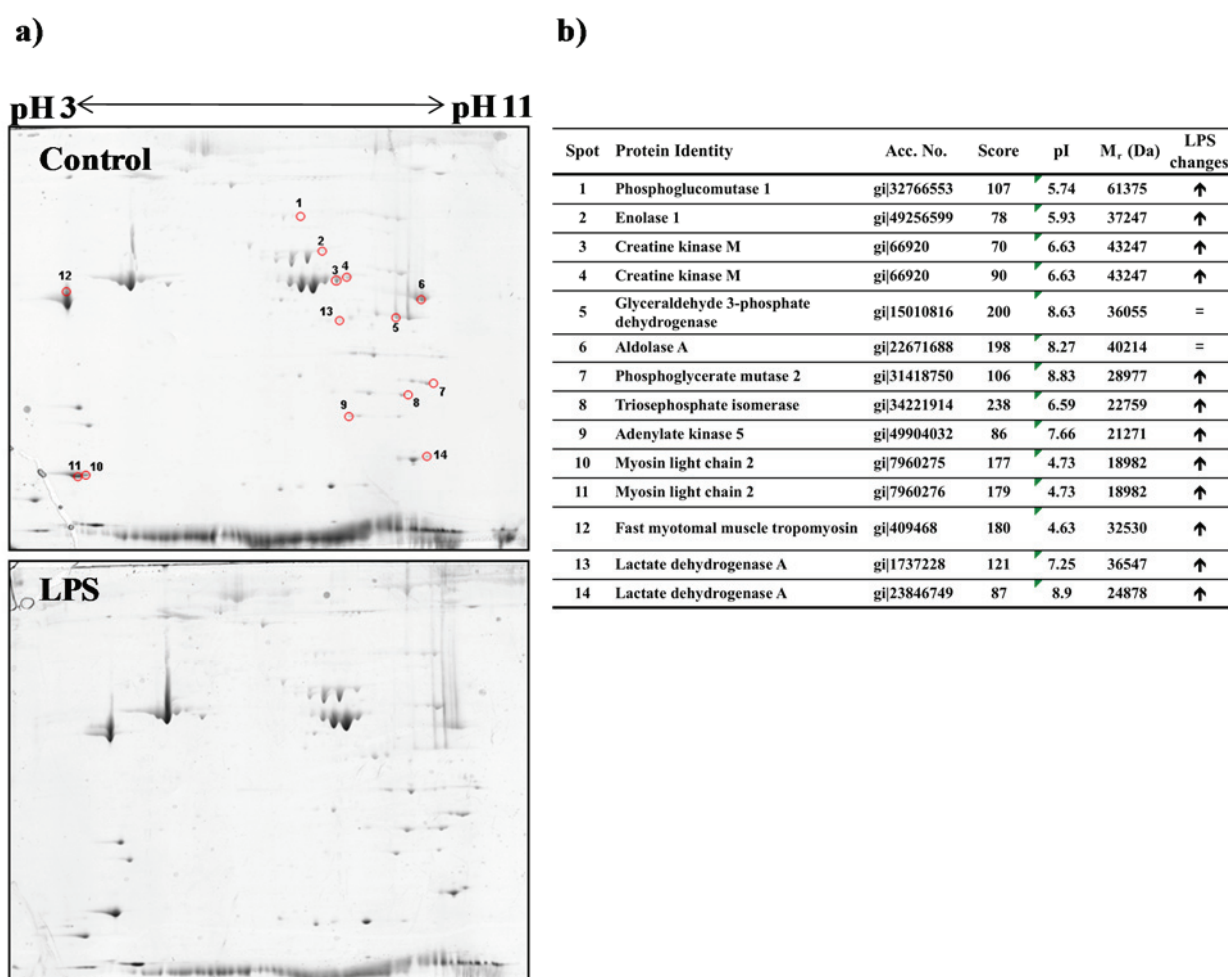 a)
b)
pH 3
pH 11
Control
1
2
3
4
12
6
13
5
7
8
9
14
11
10
LPS
Spot Protein Identity Acc. No. Score pI Mr (Da) LPS changes
1 Phosphoglucomutase 1 gi|32766553 107 5.74 61375 ↑
2 Enolase 1 gi|49256599 78 5.93 37247 ↑
3 Creatine kinase M gi|66920 70 6.63 43247 ↑
4 Creatine kinase M gi|66920 90 6.63 43247 ↑
5 Glyceraldehyde 3-phosphate dehydrogenase gi|15010816 200 8.63 36055 =
6 Aldolase A gi|22671688 198 8.27 40214 =
7 Phosphoglycerate mutase 2 gi|31418750 106 8.83 28977 ↑
8 Triosephosphate isomerase gi|34221914 238 6.59 22759 ↑
9 Adenylate kinase 5 gi|49904032 86 7.66 21271 ↑
10 Myosin light chain 2 gi|7960275 177 4.73 18982 ↑
11 Myosin light chain 2 gi|7960276 179 4.73 18982 ↑
12 Fast myotomal muscle tropomyosin gi|409468 180 4.63 32530 ↑
13 Lactate dehydrogenase A gi|1737228 121 7.25 36547 ↑
14 Lactate dehydrogenase A gi|23846749 87 8.9 24878 ↑